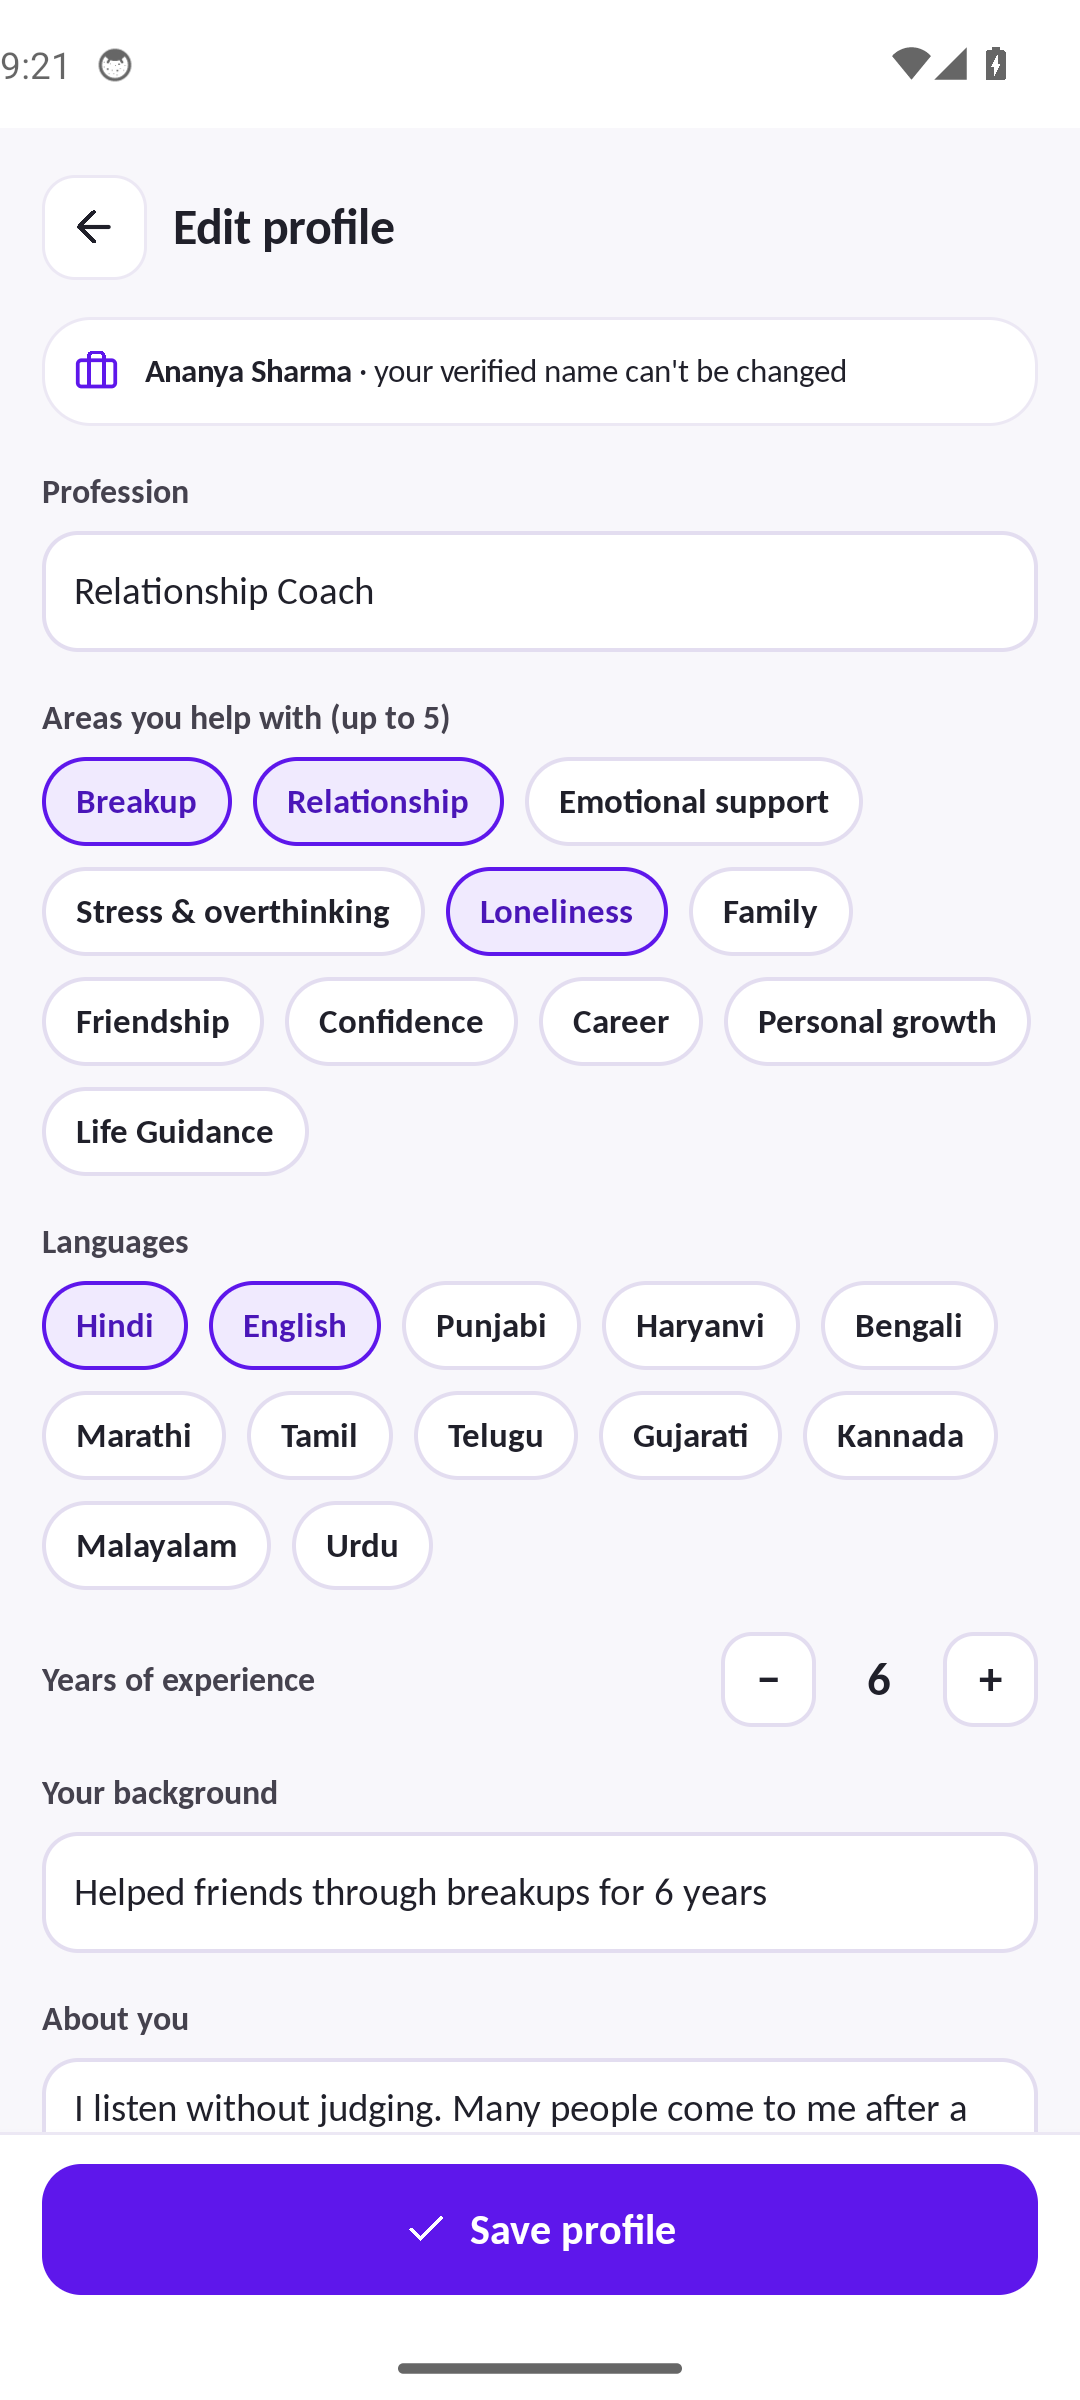 9:21
Edit profile
Ananya Sharma · your verified name can't be changed
Profession
Relationship Coach
Areas you help with (up to 5)
Breakup Relationship Emotional support
Stress & overthinking Loneliness Family
Friendship Confidence Career Personal growth
Life Guidance
Languages
Hindi English Punjabi Haryanvi Bengali
Marathi Tamil Telugu Gujarati Kannada
Malayalam Urdu
Years of experience − 6 +
Your background
Helped friends through breakups for 6 years
About you
I listen without judging. Many people come to me after a
Save profile